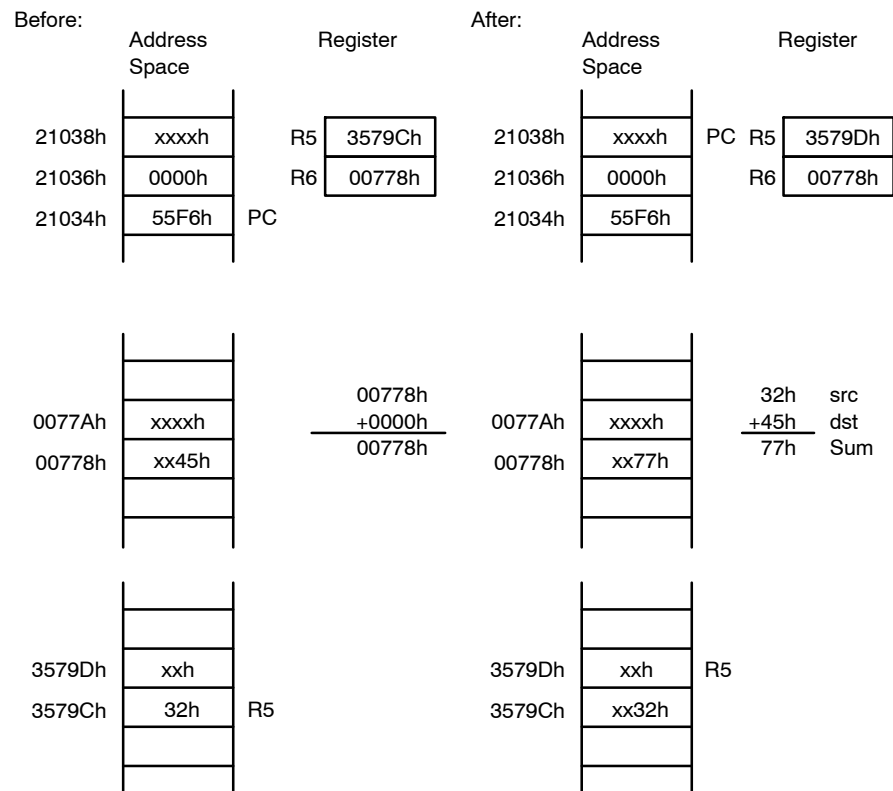 Before:
Address Space
Register
21038h xxxxh R5 3579Ch
21036h 0000h R6 00778h
21034h 55F6h PC
0077Ah xxxxh
00778h xx45h
00778h
+0000h
00778h
3579Dh xxh
3579Ch 32h R5
After:
Address Space
Register
21038h xxxxh PC R5 3579Dh
21036h 0000h R6 00778h
21034h 55F6h
0077Ah xxxxh
00778h xx77h
32h src
+45h dst
77h Sum
3579Dh xxh R5
3579Ch xx32h